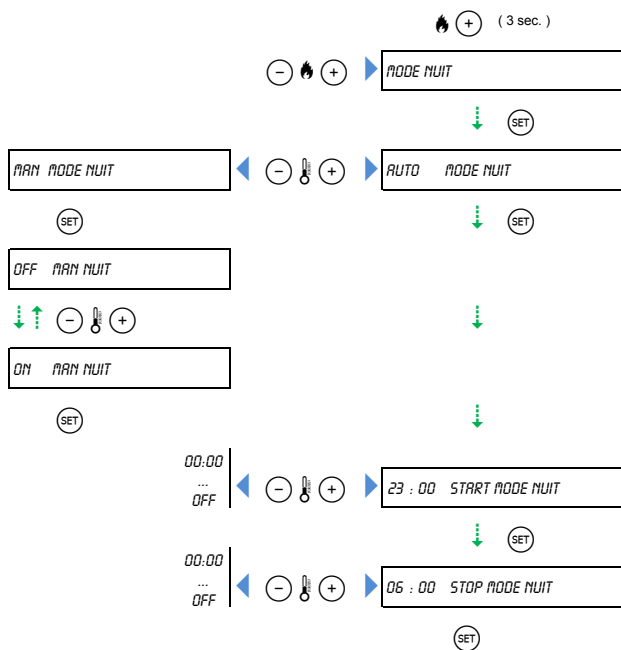 ( 3 sec. )
MODE NUIT
SET
MAN MODE NUIT
AUTO MODE NUIT
SET
SET
OFF MAN NUIT
ON MAN NUIT
SET
00:00
...
OFF
23 : 00 START MODE NUIT
SET
00:00
...
OFF
06 : 00 STOP MODE NUIT
SET